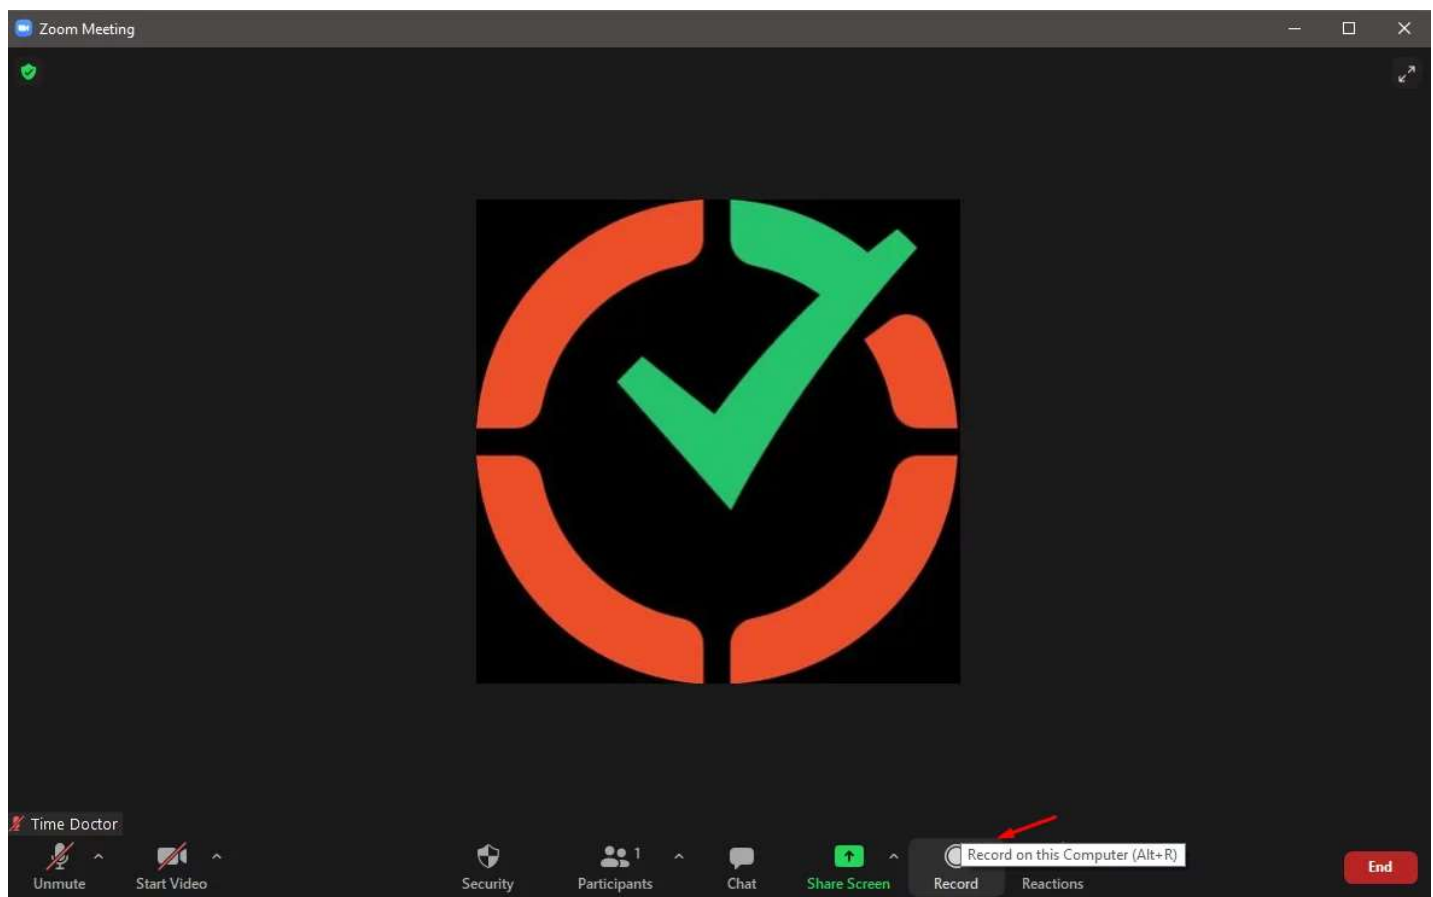 Zoom Meeting
Time Doctor
Unmute
Start Video
Security
1
Participants
Chat
Share Screen
Record
Record on this Computer (Alt+R)
Reactions
End